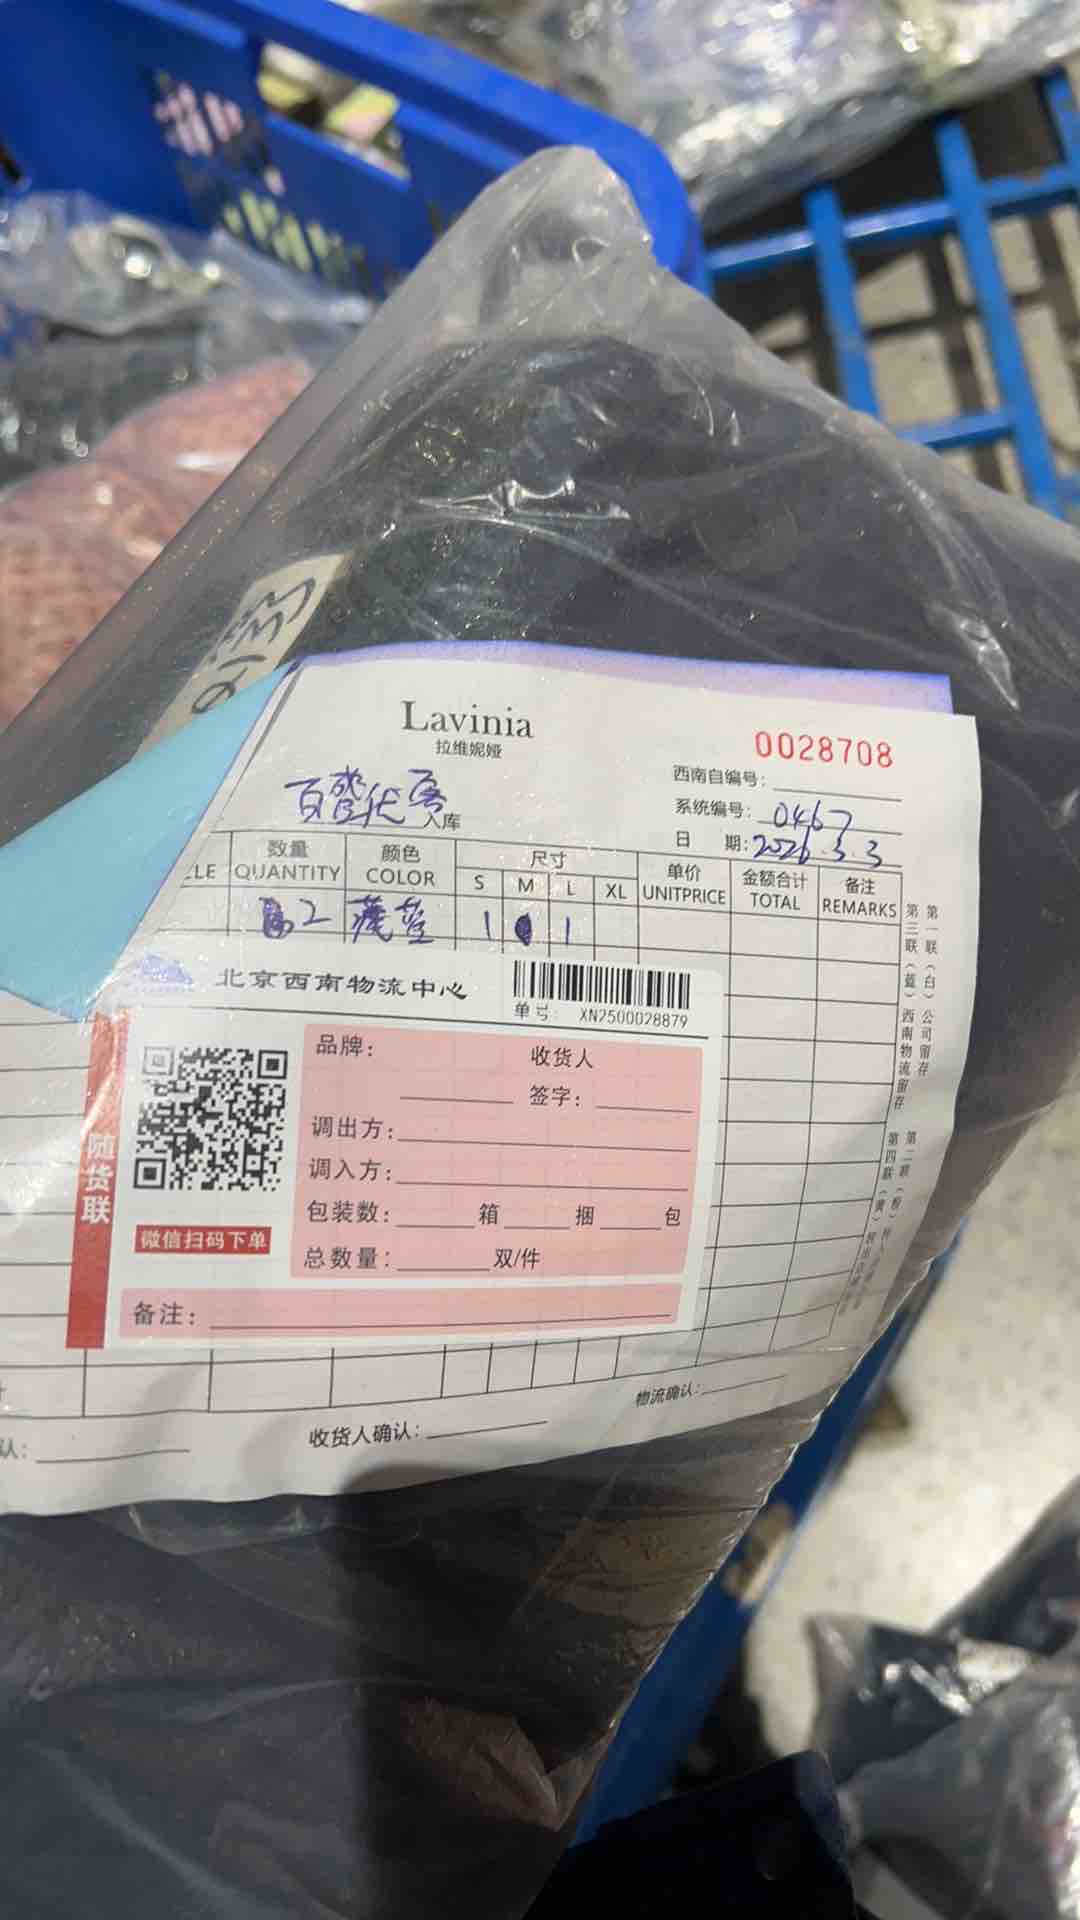 Lavinia
拉维妮娅
0028708
西南自编号：
系统编号：0467
日 期：2026.3.3
入库
数量 颜色 尺寸 单价 金额合计 备注
QUANTITY COLOR S M L XL UNITPRICE TOTAL REMARKS
2 藏蓝 1 1
第一联（白）公司留存
第三联（蓝）西南物流留存
北京西南物流中心
单号： XN2500028879
随货联
微信扫码下单
品牌：
收货人
签字：
调出方：
调入方：
包装数： 箱 捆 包
总数量： 双/件
备注：
收货人确认：
物流确认：